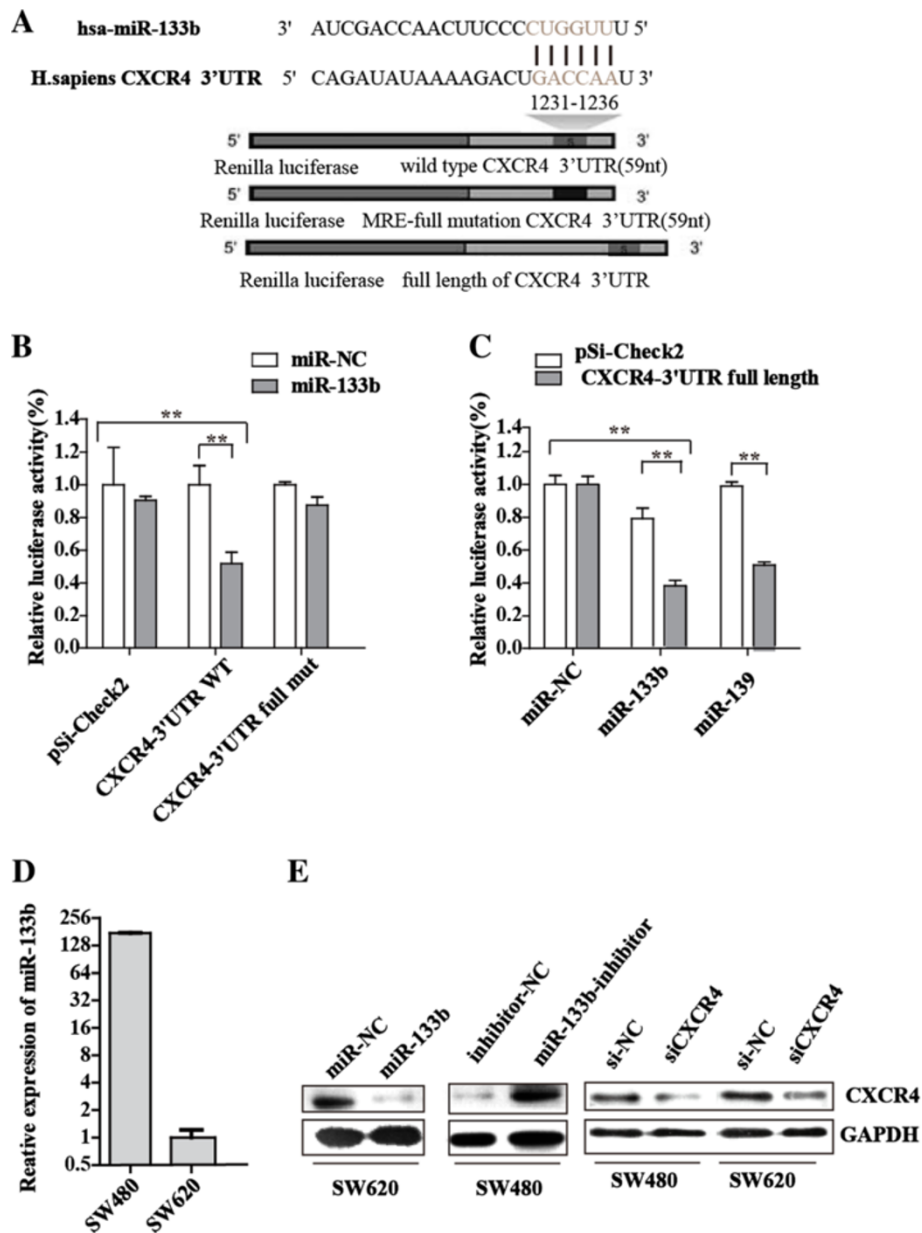 A
hsa-miR-133b 3' AUCGACCAACUUCCCCUGGUUU 5'
H.sapiens CXCR4 3'UTR 5' CAGAUAUAAAAGACUGACCAAU 3'
1231-1236
5' 3'
Renilla luciferase wild type CXCR4 3'UTR(59nt)
5' 3'
Renilla luciferase MRE-full mutation CXCR4 3'UTR(59nt)
5' 3'
Renilla luciferase full length of CXCR4 3'UTR
B
miR-NC
miR-133b
Relative luciferase activity(%)
1.4
1.2
1.0
0.8
0.6
0.4
0.2
0.0
**
**
pSi-Check2
CXCR4-3'UTR WT
CXCR4-3'UTR full mut
C
pSi-Check2
CXCR4-3'UTR full length
Relative luciferase activity(%)
1.4
1.2
1.0
0.8
0.6
0.4
0.2
0.0
**
**
**
miR-NC
miR-133b
miR-139
D
Reative expression of miR-133b
256
128
64
32
16
8
4
2
1
0.5
SW480
SW620
E
miR-NC
miR-133b
inhibitor-NC
miR-133b-inhibitor
si-NC
siCXCR4
si-NC
siCXCR4
CXCR4
GAPDH
SW620
SW480
SW480
SW620